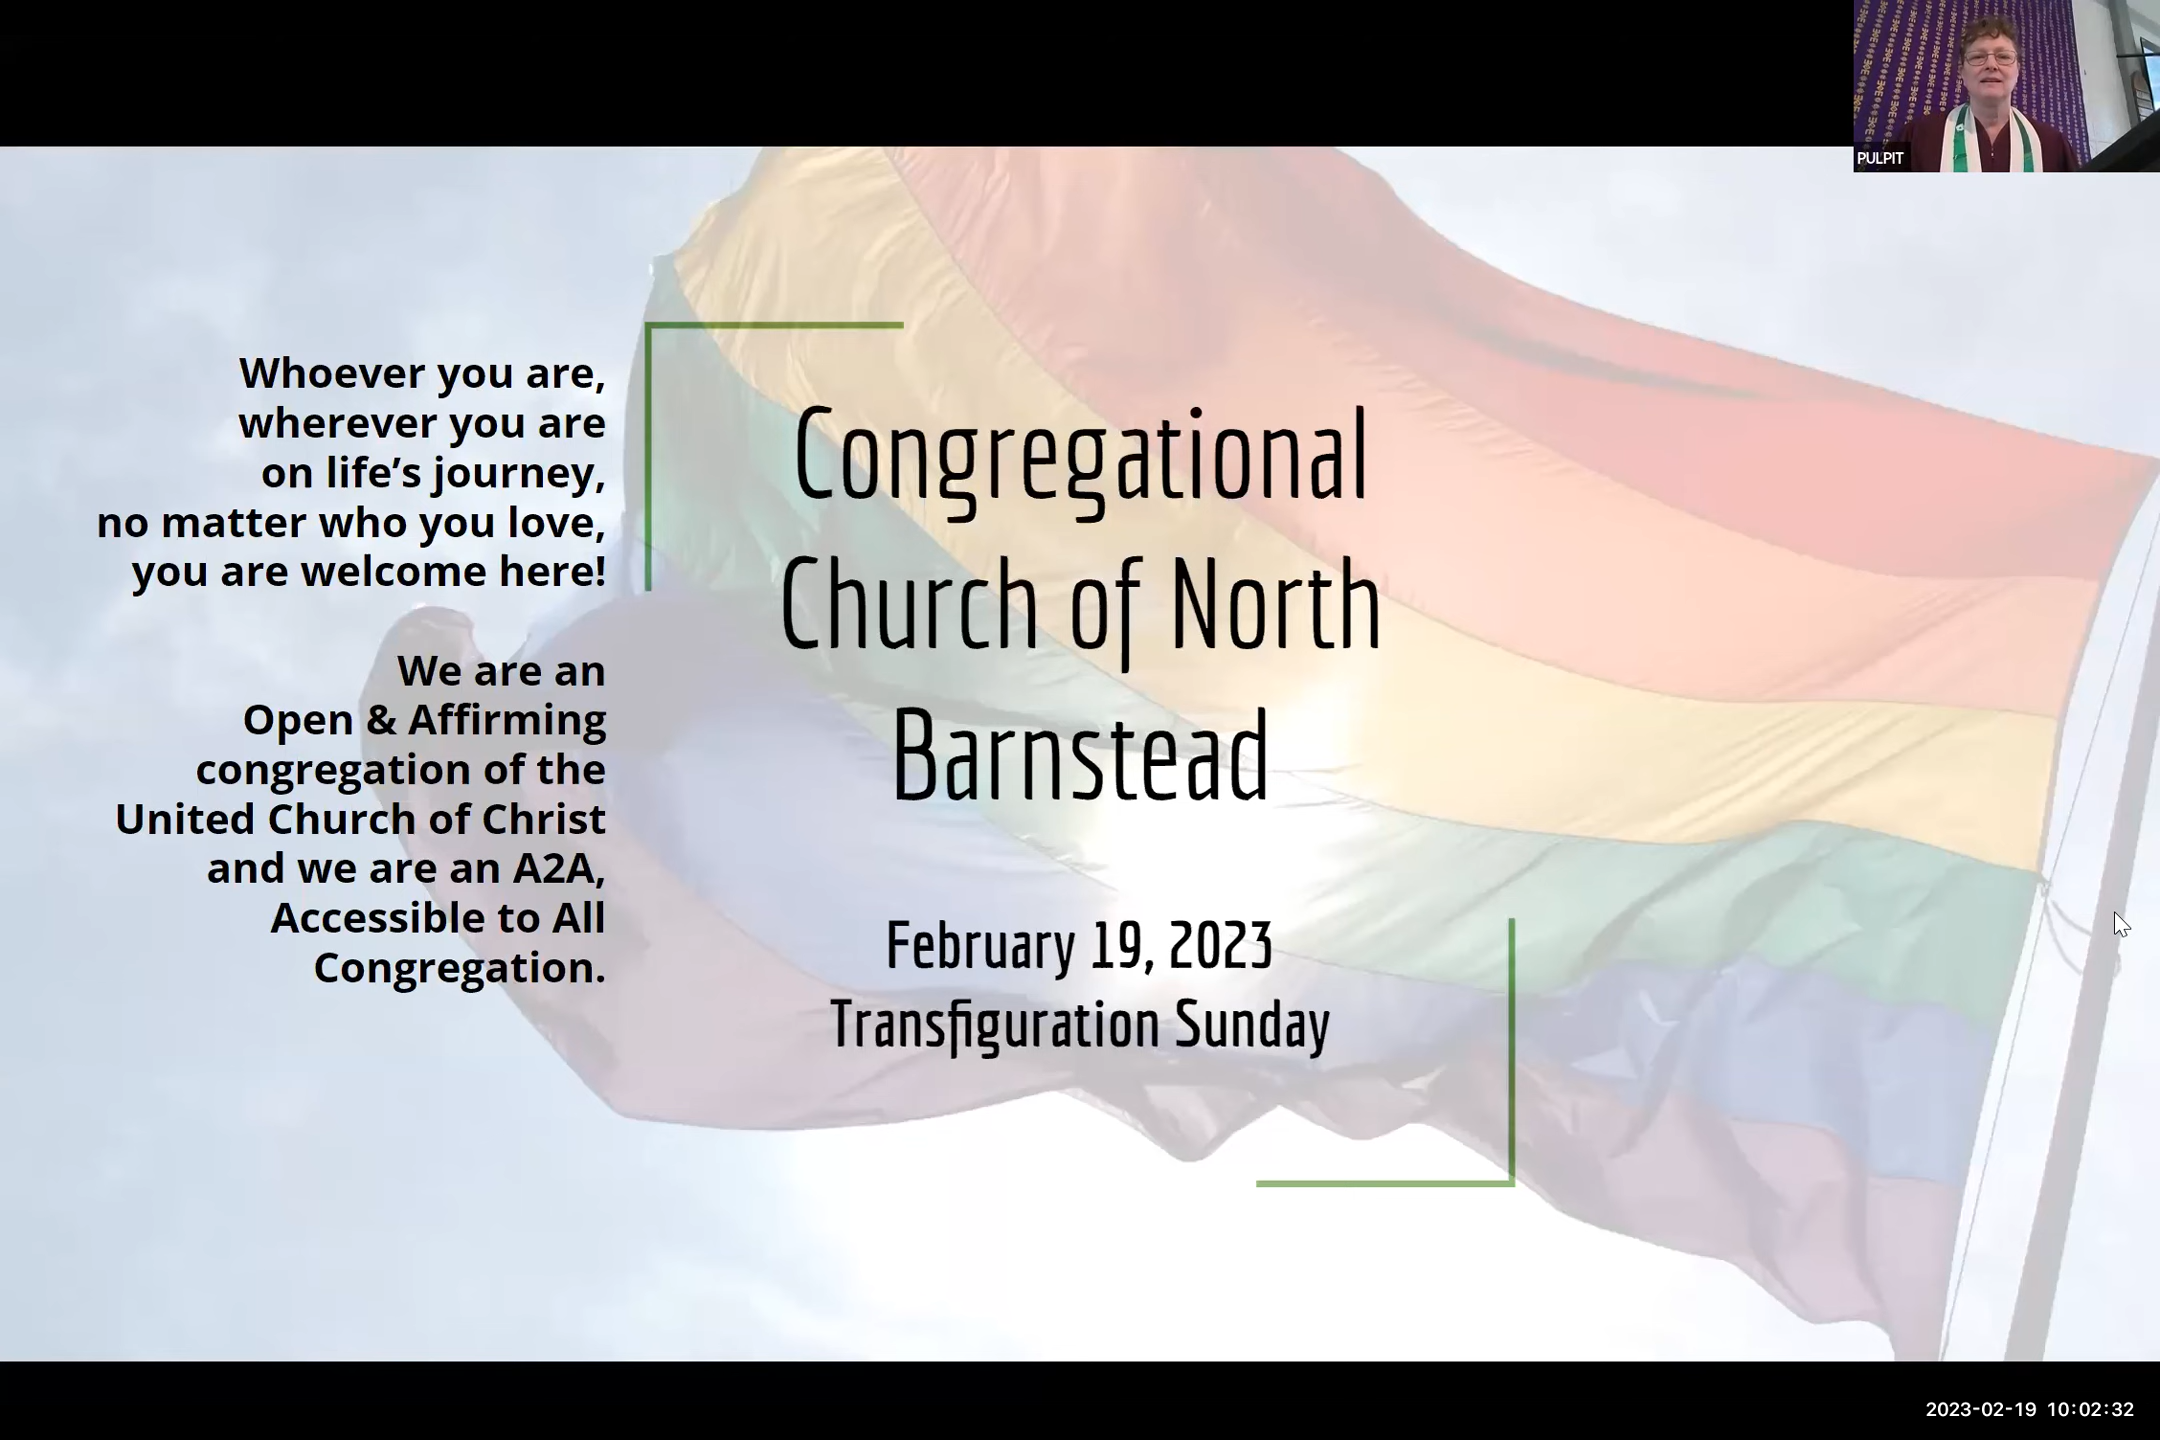 PULPIT
Whoever you are,
wherever you are
on life’s journey,
no matter who you love,
you are welcome here!
We are an
Open & Affirming
congregation of the
United Church of Christ
and we are an A2A,
Accessible to All
Congregation.
Congregational
Church of North
Barnstead
February 19, 2023
Transfiguration Sunday
2023-02-19 10:02:32